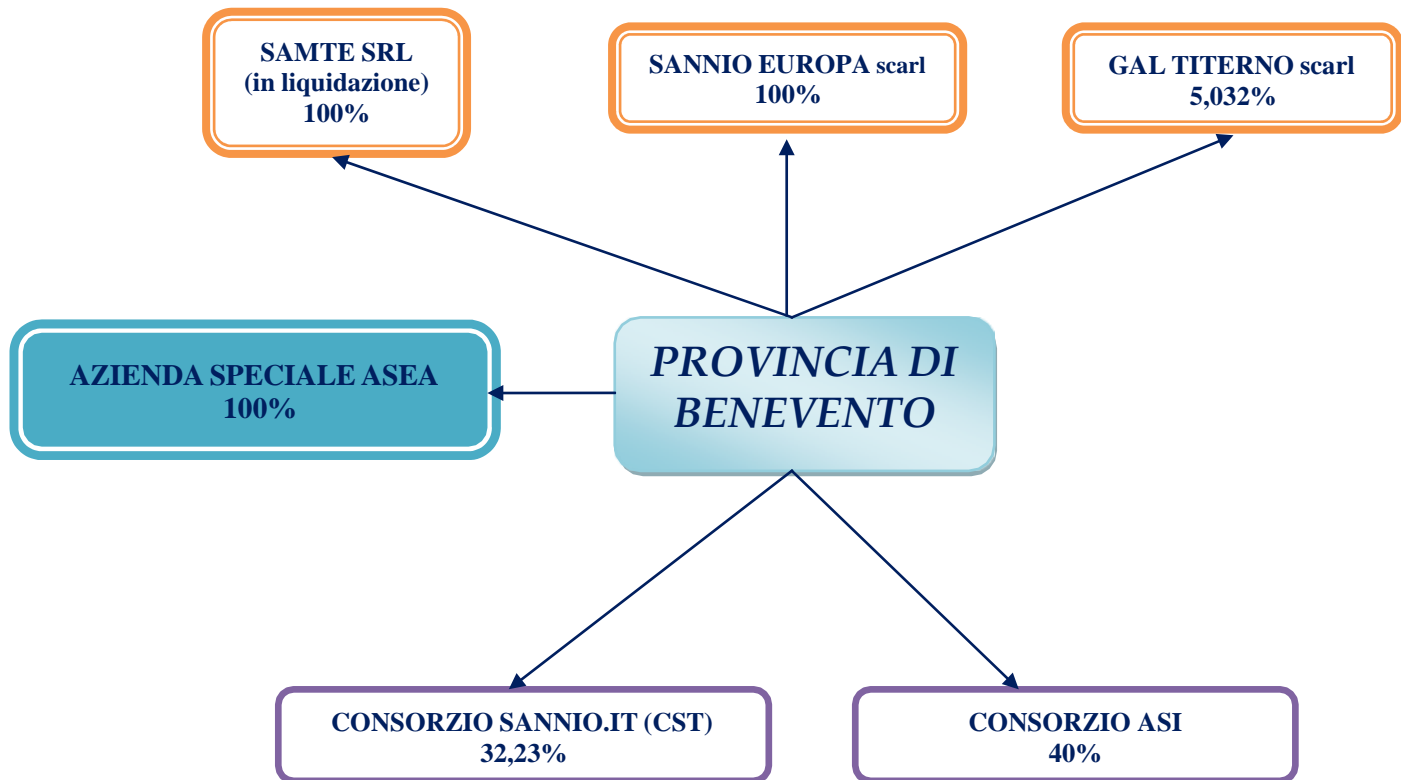 SAMTE SRL
(in liquidazione)
100%
SANNIO EUROPA scarl
100%
GAL TITERNO scarl
5,032%
AZIENDA SPECIALE ASEA
100%
PROVINCIA DI
BENEVENTO
CONSORZIO SANNIO.IT (CST)
32,23%
CONSORZIO ASI
40%